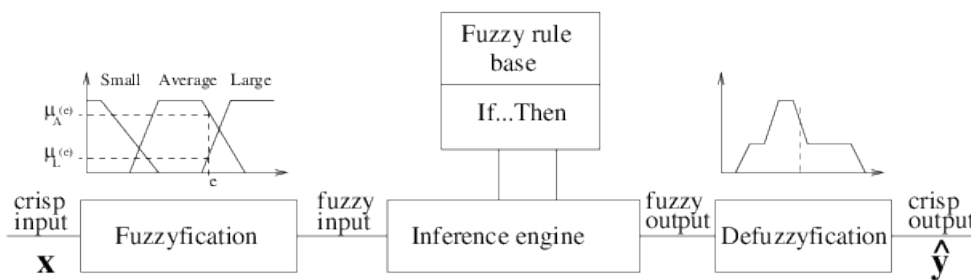 Fuzzy rule
base
If...Then
Small Average Large
μA(e)
μL(e)
e
crisp
input
x
Fuzzyfication
fuzzy
input
Inference engine
fuzzy
output
Defuzzyfication
crisp
output
ŷ